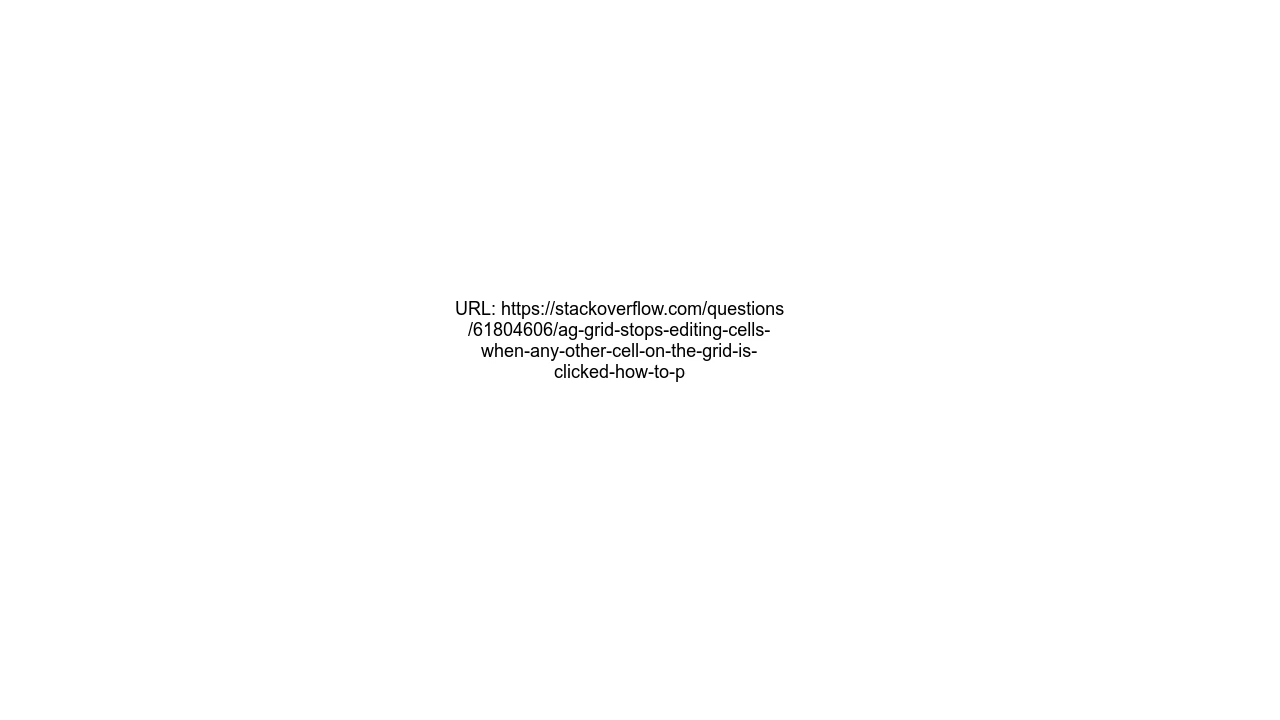 URL: https://stackoverflow.com/questions
/61804606/ag-grid-stops-editing-cells-
when-any-other-cell-on-the-grid-is-
clicked-how-to-p